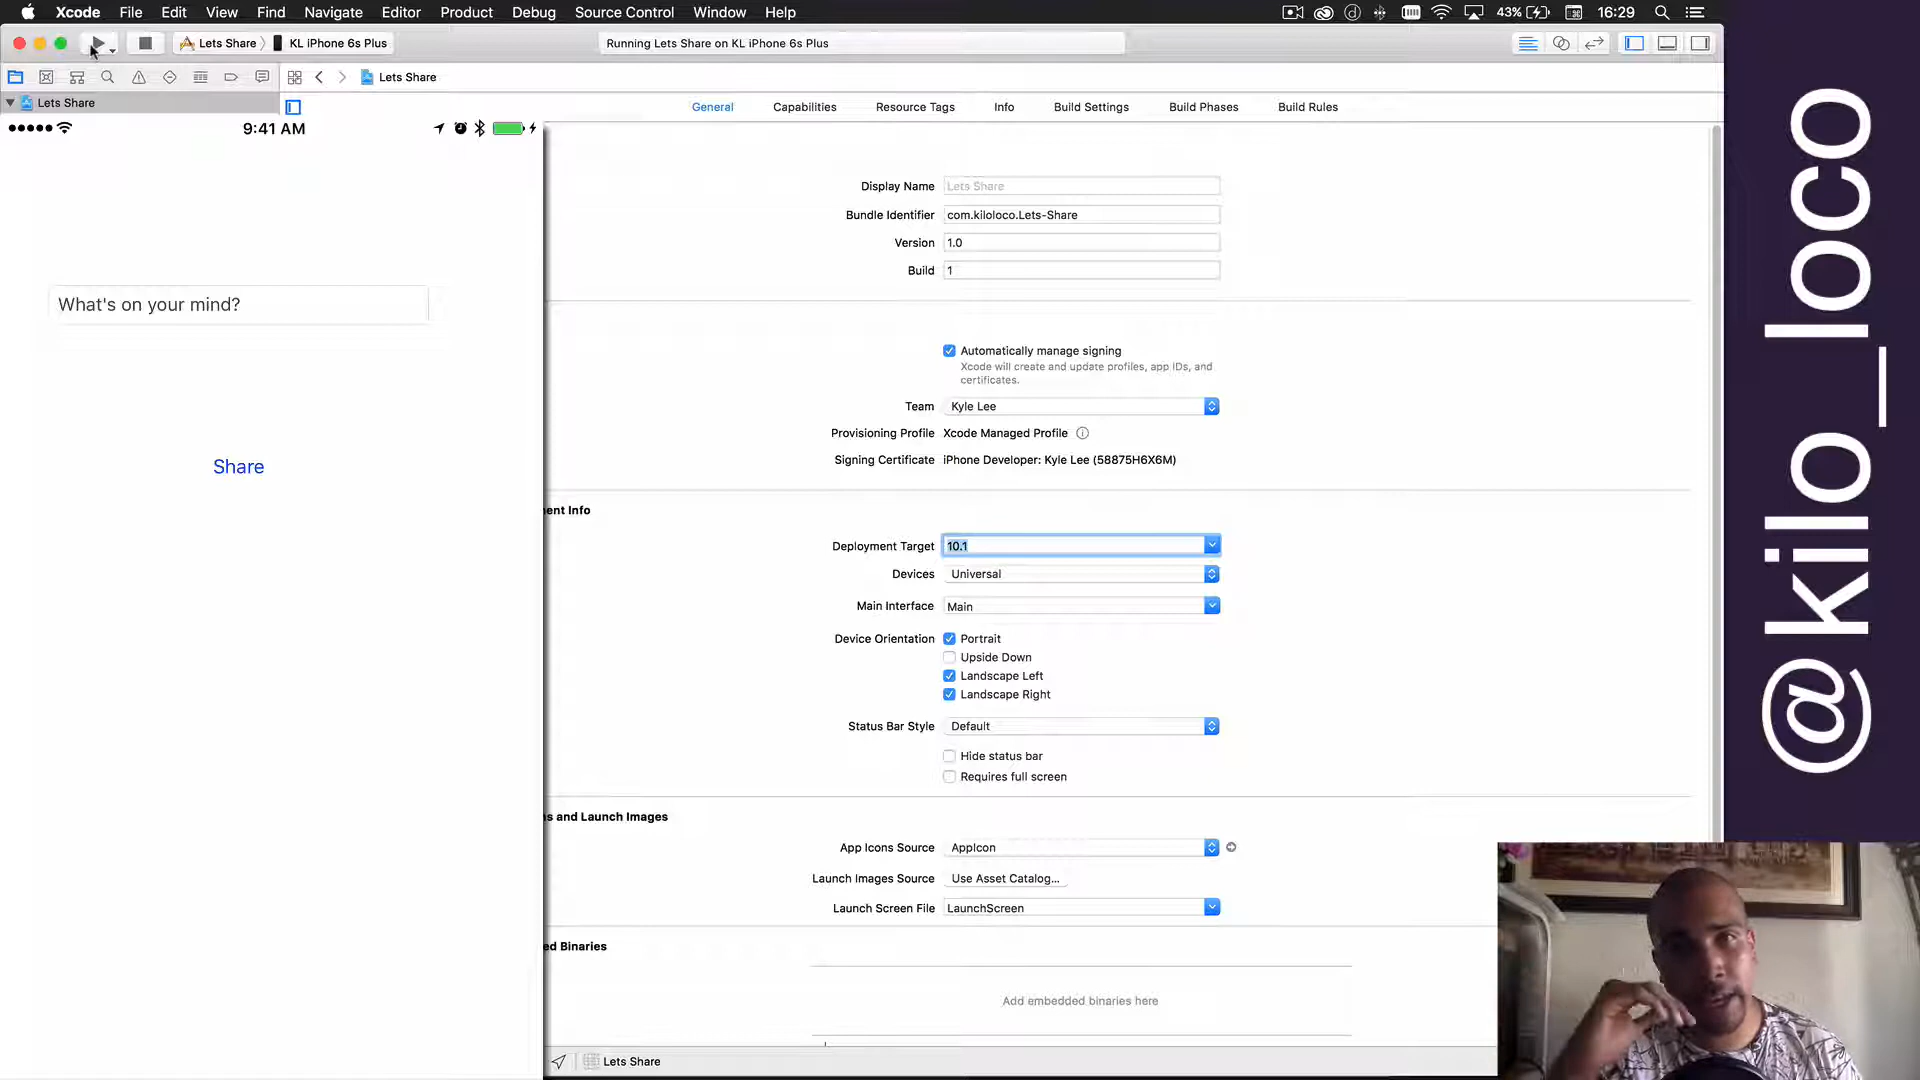 Xcode File Edit View Find Navigate Editor Product Debug Source Control Window Help 43% 16:29
Lets Share KL iPhone 6s Plus Running Lets Share on KL iPhone 6s Plus
Lets Share
Lets Share
General Capabilities Resource Tags Info Build Settings Build Phases Build Rules
9:41 AM
What's on your mind?
Share
Display Name Lets Share
Bundle Identifier com.kiloloco.Lets-Share
Version 1.0
Build 1
Automatically manage signing
Xcode will create and update profiles, app IDs, and
certificates.
Team Kyle Lee
Provisioning Profile Xcode Managed Profile
Signing Certificate iPhone Developer: Kyle Lee (58875H6X6M)
ent Info
Deployment Target 10.1
Devices Universal
Main Interface Main
Device Orientation Portrait
Upside Down
Landscape Left
Landscape Right
Status Bar Style Default
Hide status bar
Requires full screen
s and Launch Images
App Icons Source AppIcon
Launch Images Source Use Asset Catalog...
Launch Screen File LaunchScreen
ed Binaries
Add embedded binaries here
Lets Share
@kilo_loco